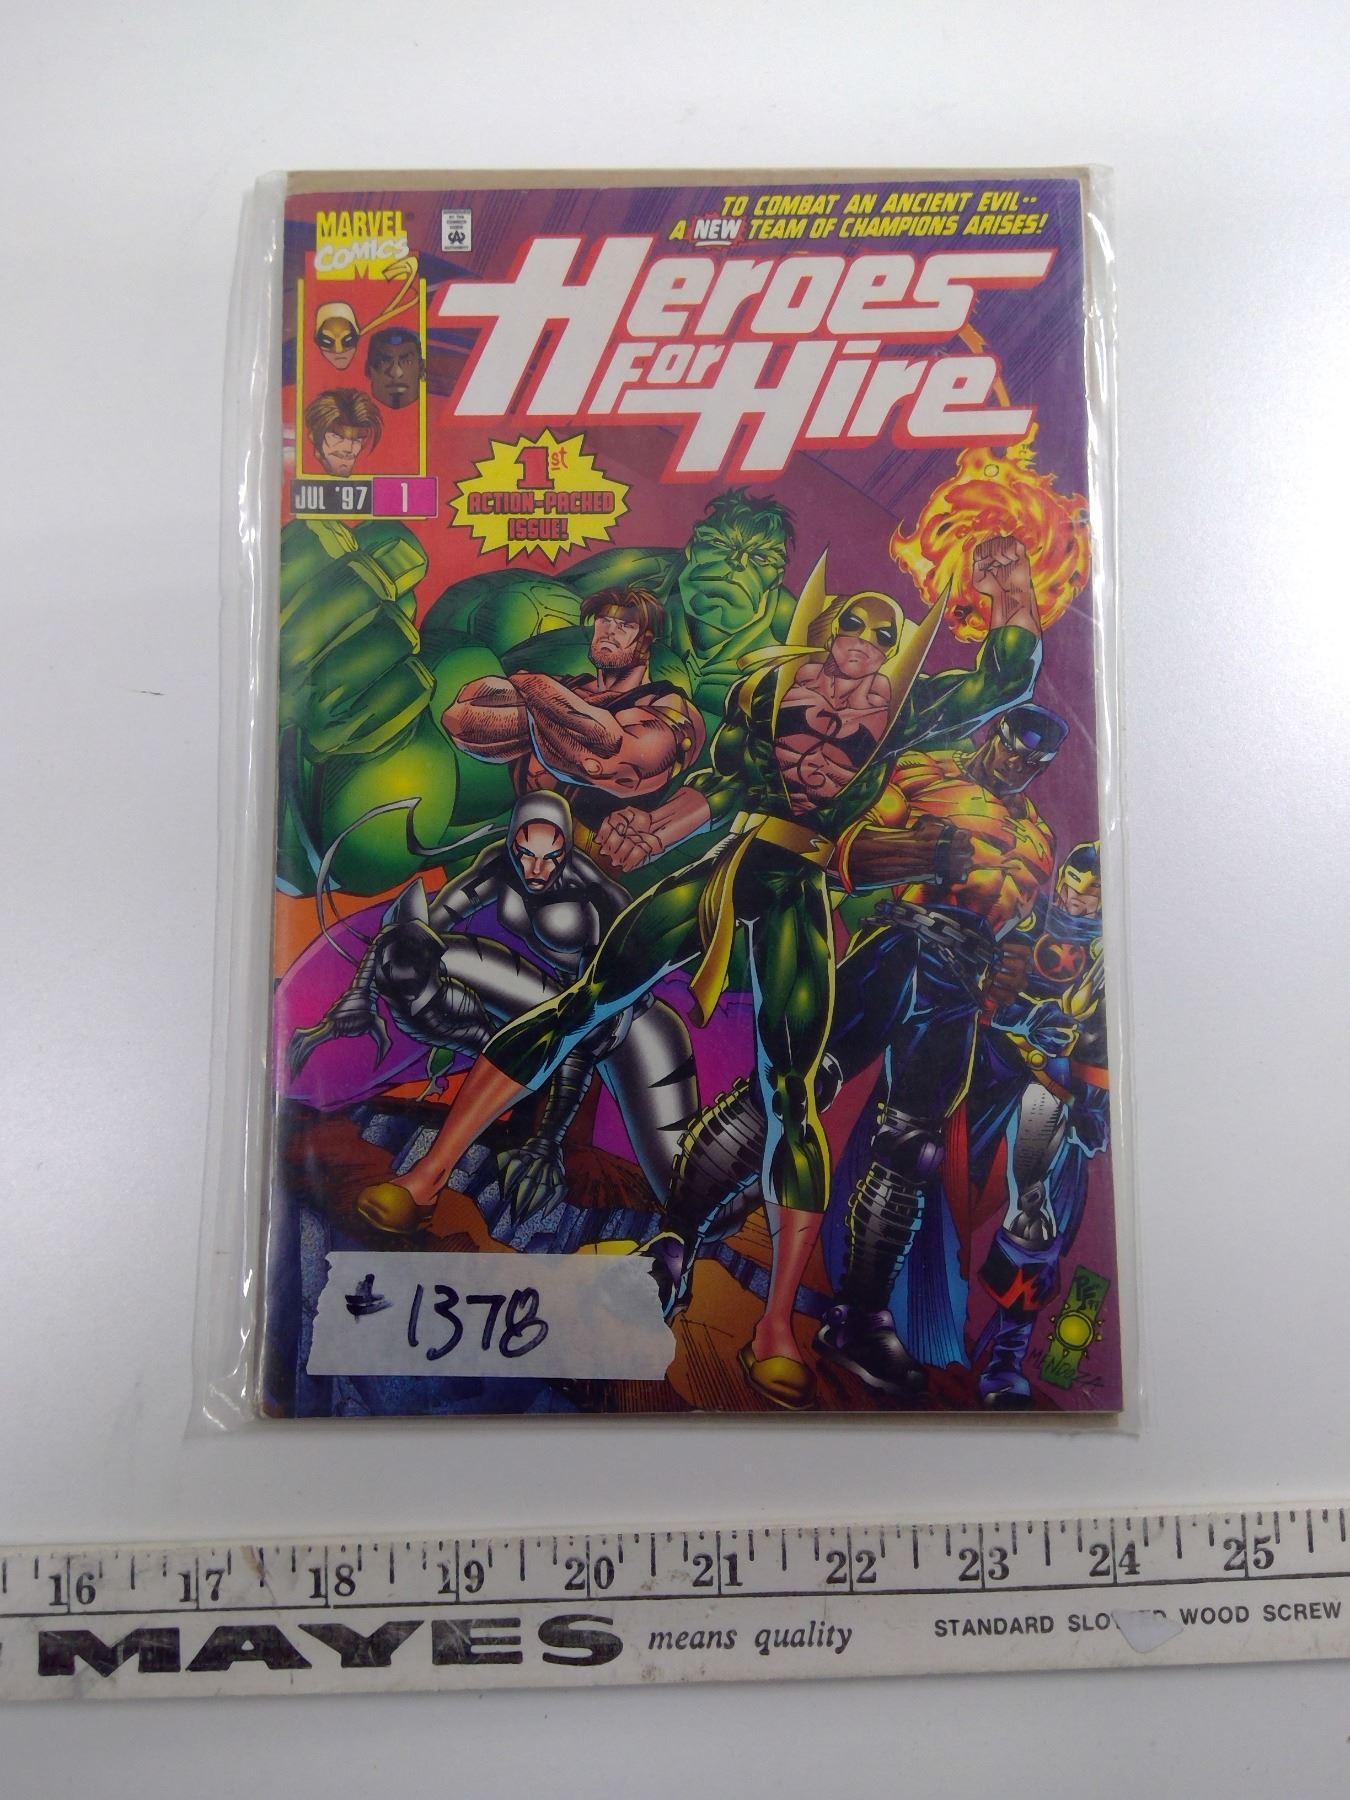 TO COMBAT AN ANCIENT EVIL--
A NEW TEAM OF CHAMPIONS ARISES!
MARVEL
COMICS
HEROES
FOR HIRE
JUL '97 1
1st
ACTION-PACKED
ISSUE!
MENDOZA
# 1378
16 17 18 19 20 21 22 23 24 25
MAYES means quality STANDARD WOOD SCREW